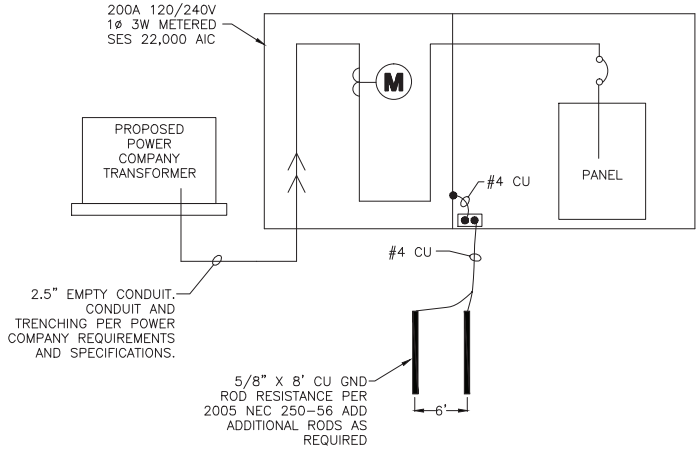 200A 120/240V
1ø 3W METERED
SES 22,000 AIC
M
PROPOSED
POWER
COMPANY
TRANSFORMER
#4 CU
PANEL
#4 CU
2.5" EMPTY CONDUIT.
CONDUIT AND
TRENCHING PER POWER
COMPANY REQUIREMENTS
AND SPECIFICATIONS.
5/8" X 8' CU GND
ROD RESISTANCE PER
2005 NEC 250-56 ADD
ADDITIONAL RODS AS
REQUIRED
6'